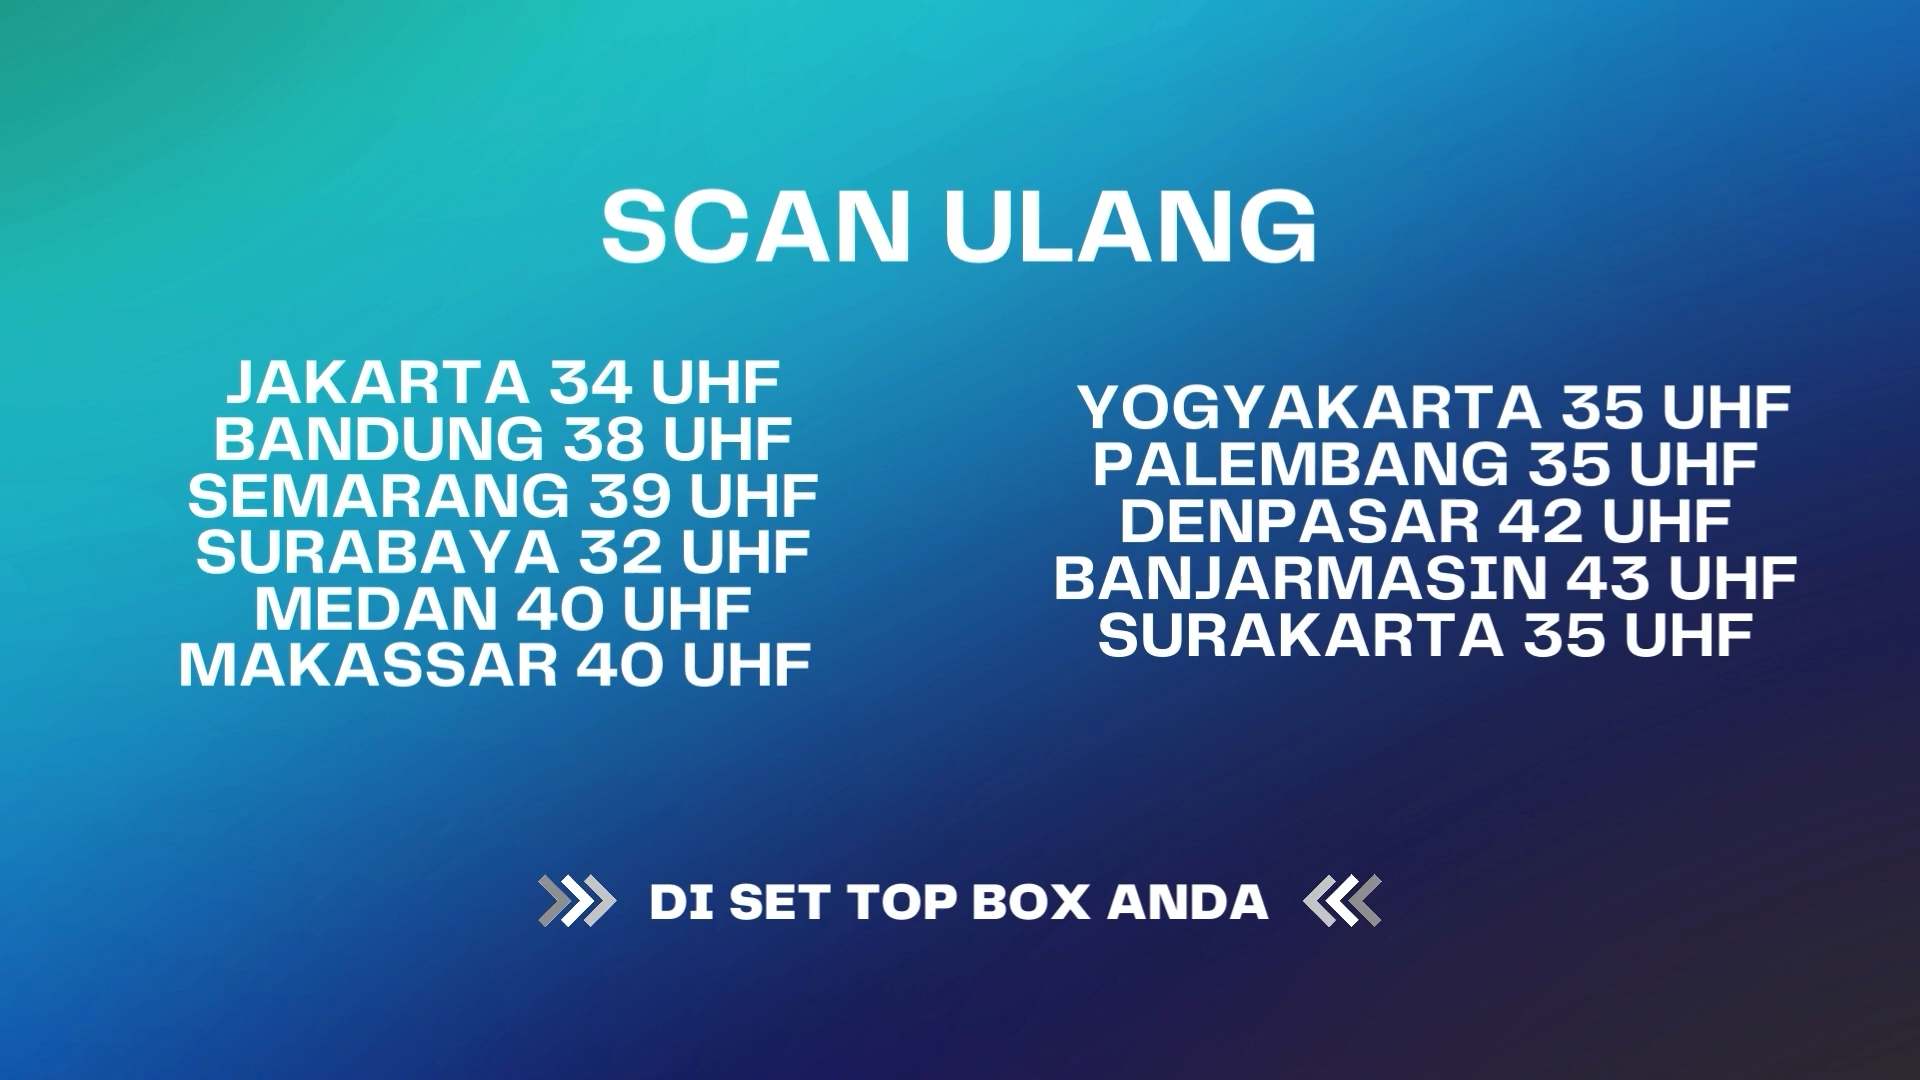 SCAN ULANG
JAKARTA 34 UHF
BANDUNG 38 UHF
SEMARANG 39 UHF
SURABAYA 32 UHF
MEDAN 40 UHF
MAKASSAR 40 UHF
YOGYAKARTA 35 UHF
PALEMBANG 35 UHF
DENPASAR 42 UHF
BANJARMASIN 43 UHF
SURAKARTA 35 UHF
DI SET TOP BOX ANDA